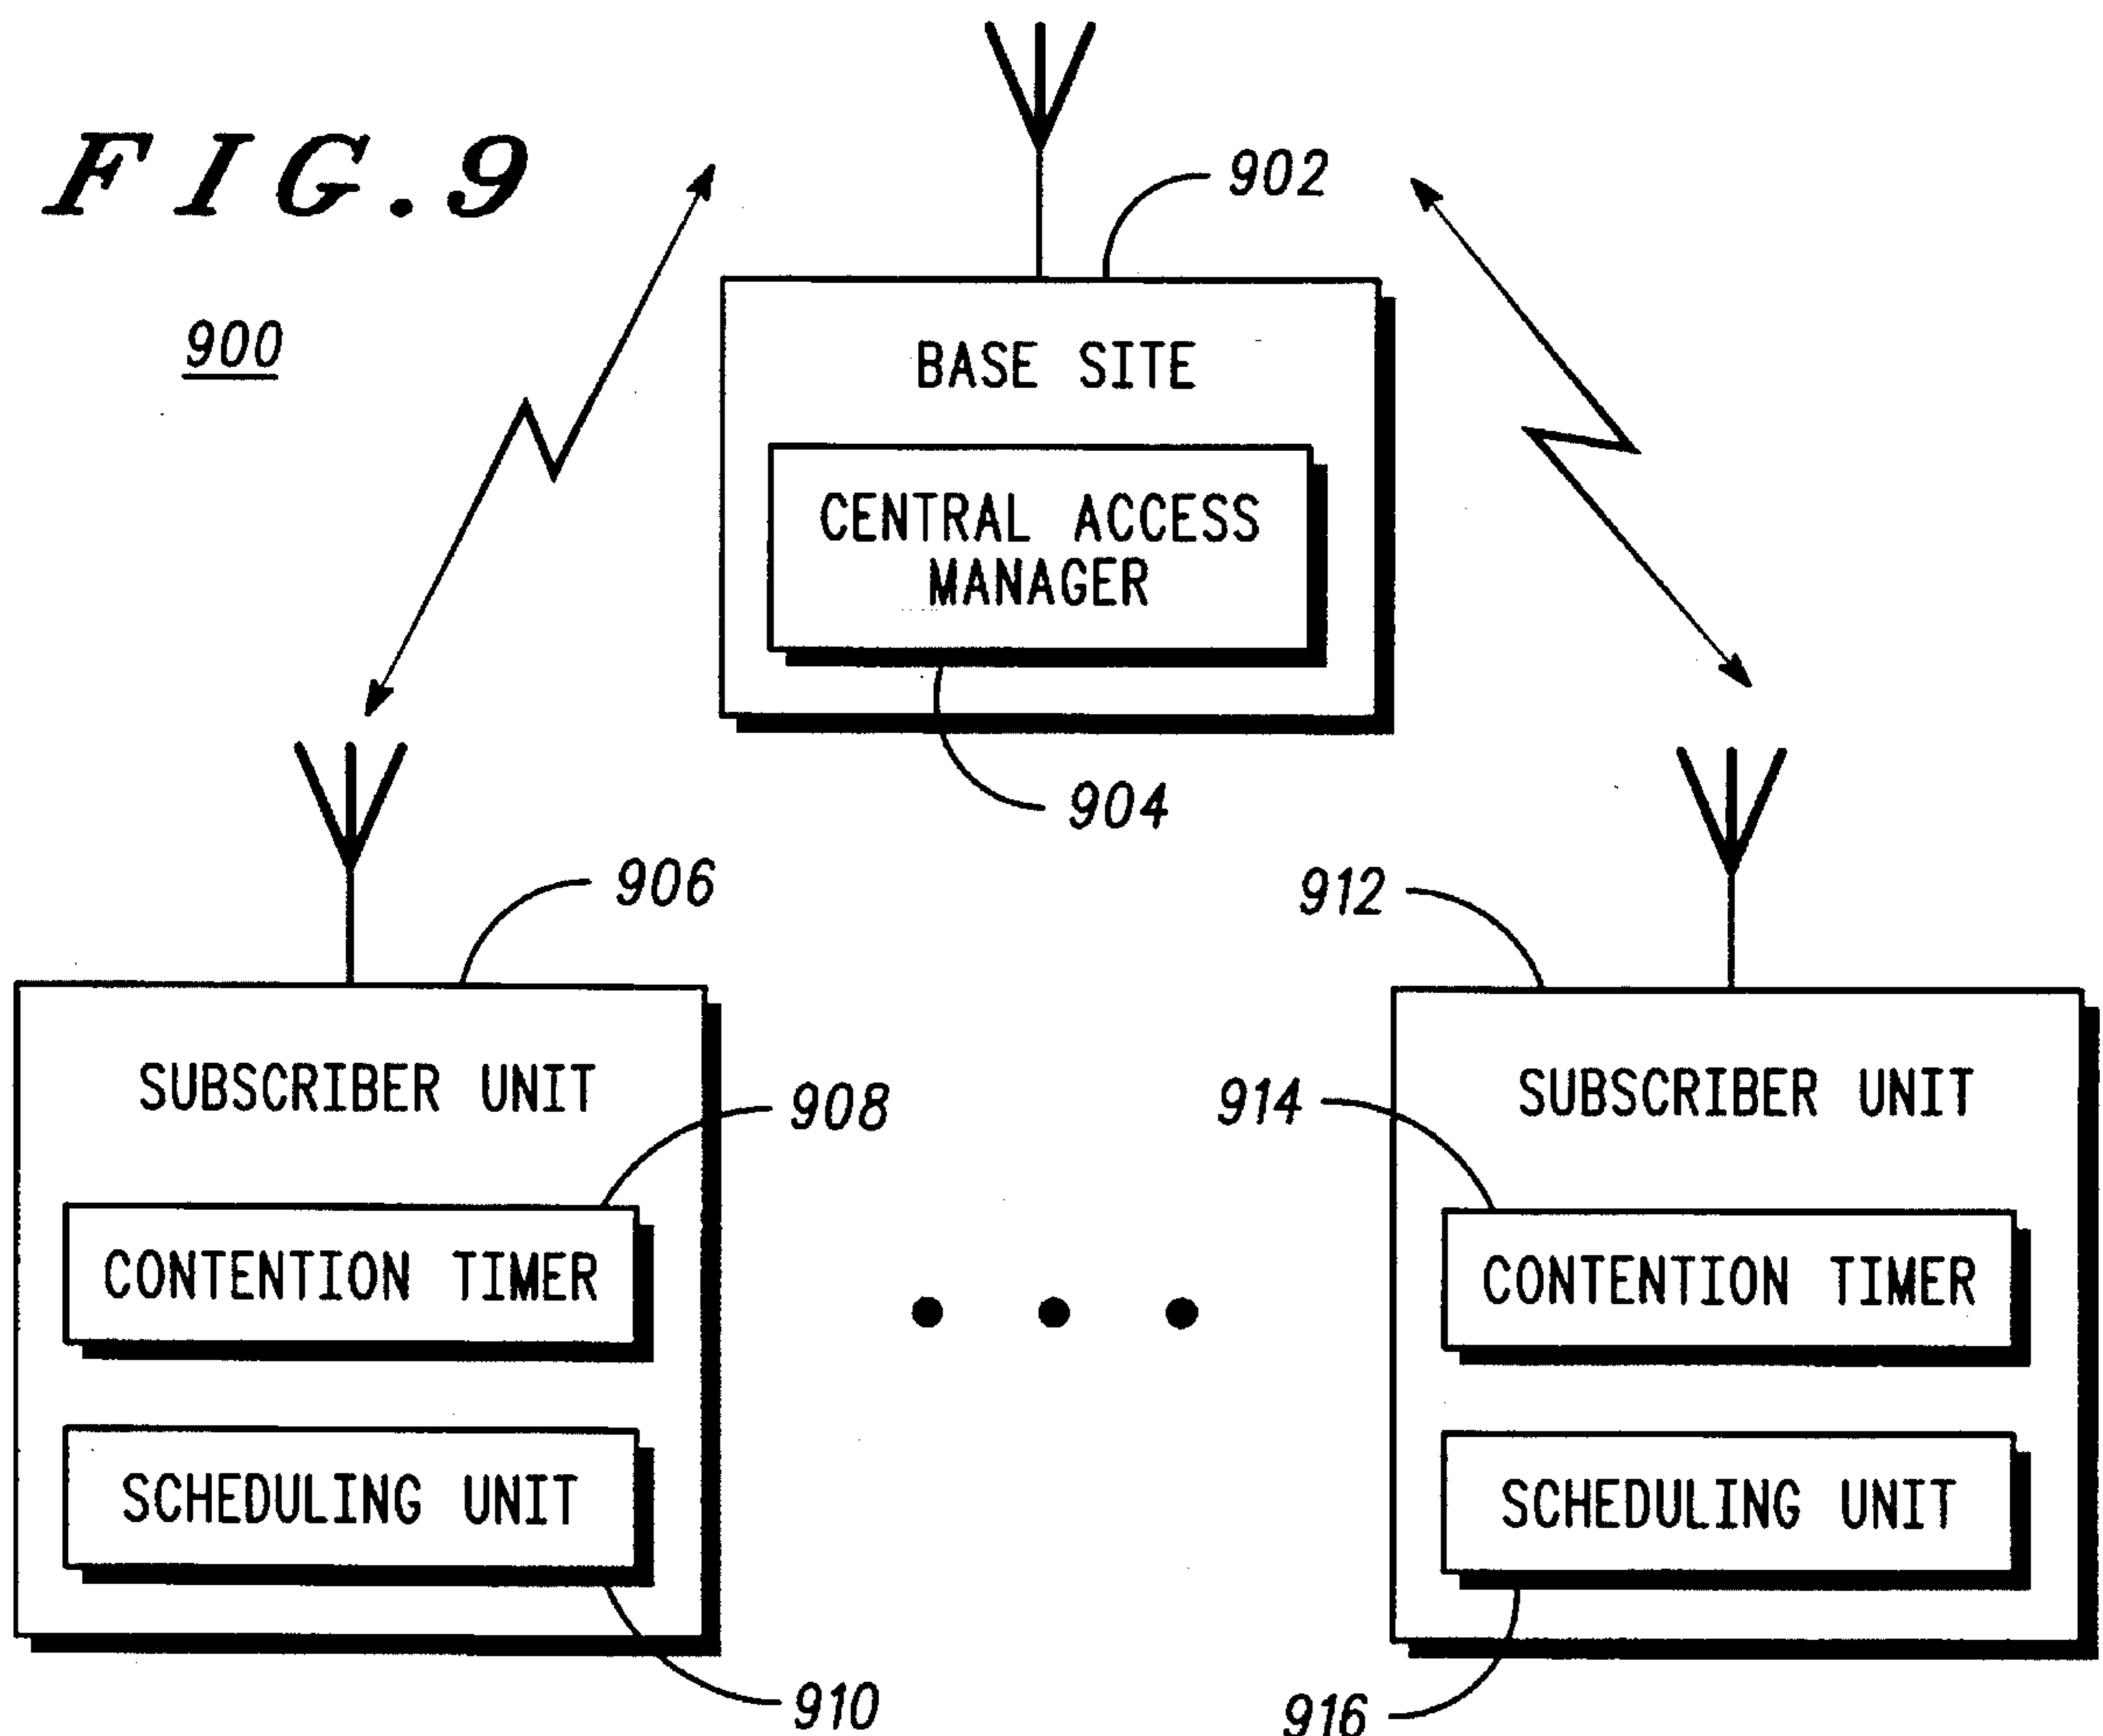 FIG.9
902
900
BASE SITE
CENTRAL ACCESS
MANAGER
904
906
912
SUBSCRIBER UNIT
908
914
SUBSCRIBER UNIT
CONTENTION TIMER
CONTENTION TIMER
SCHEDULING UNIT
SCHEDULING UNIT
910
916